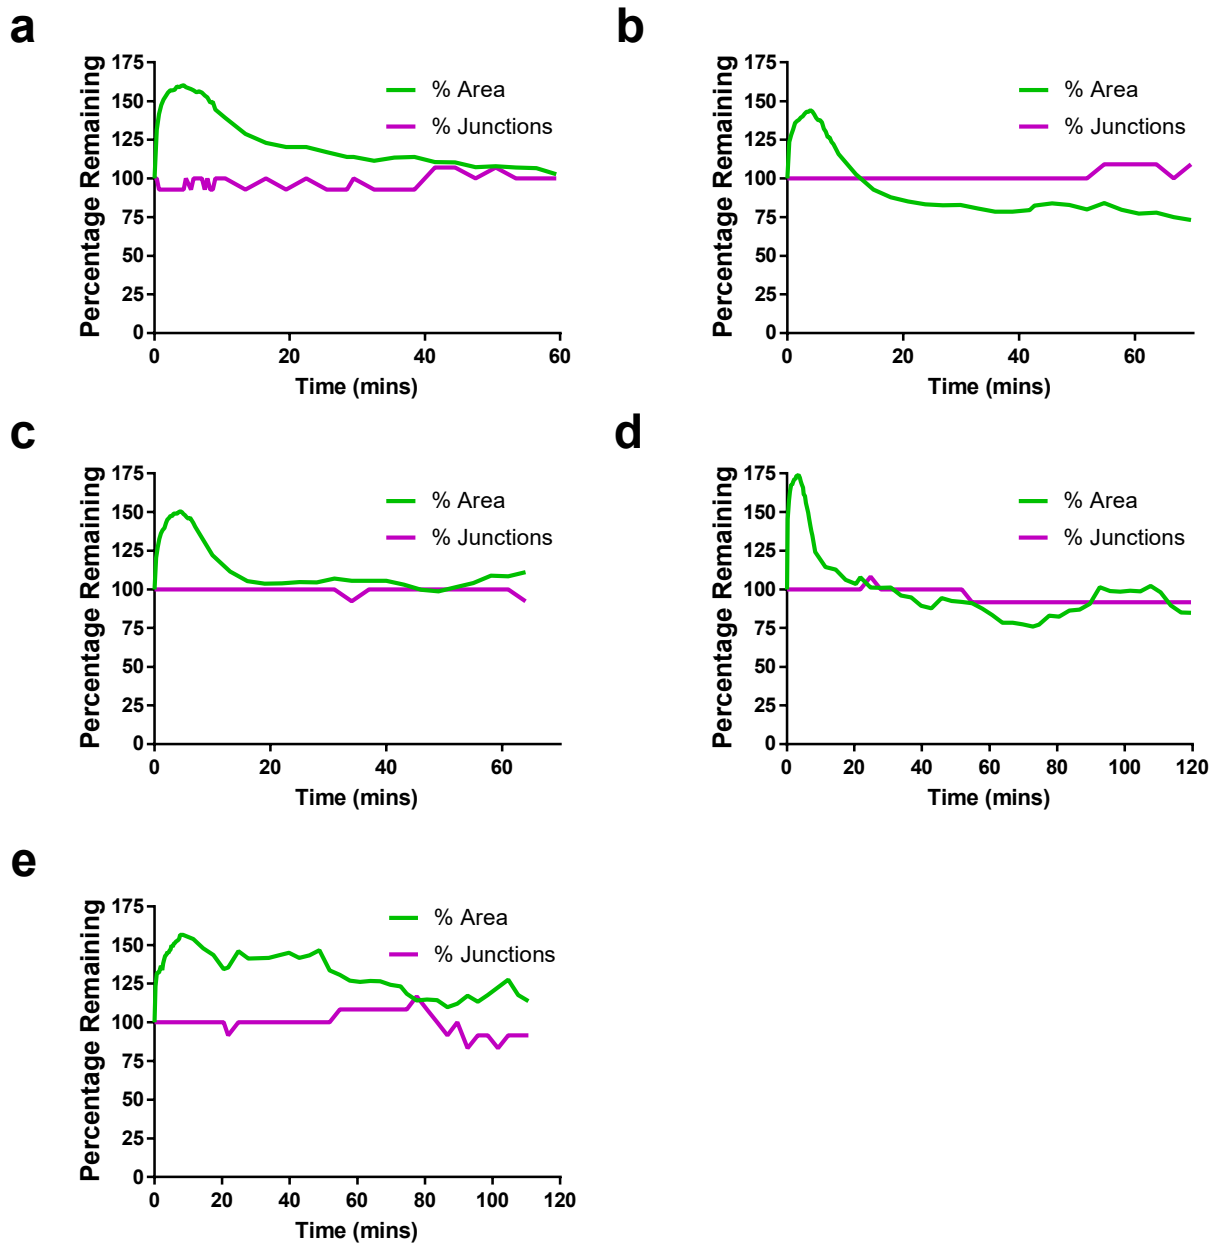 a
175
150
125
100
75
50
25
0
Percentage Remaining
% Area
% Junctions
0 20 40 60
Time (mins)
b
175
150
125
100
75
50
25
0
Percentage Remaining
% Area
% Junctions
0 20 40 60
Time (mins)
c
175
150
125
100
75
50
25
0
Percentage Remaining
% Area
% Junctions
0 20 40 60
Time (mins)
d
175
150
125
100
75
50
25
0
Percentage Remaining
% Area
% Junctions
0 20 40 60 80 100 120
Time (mins)
e
175
150
125
100
75
50
25
0
Percentage Remaining
% Area
% Junctions
0 20 40 60 80 100 120
Time (mins)